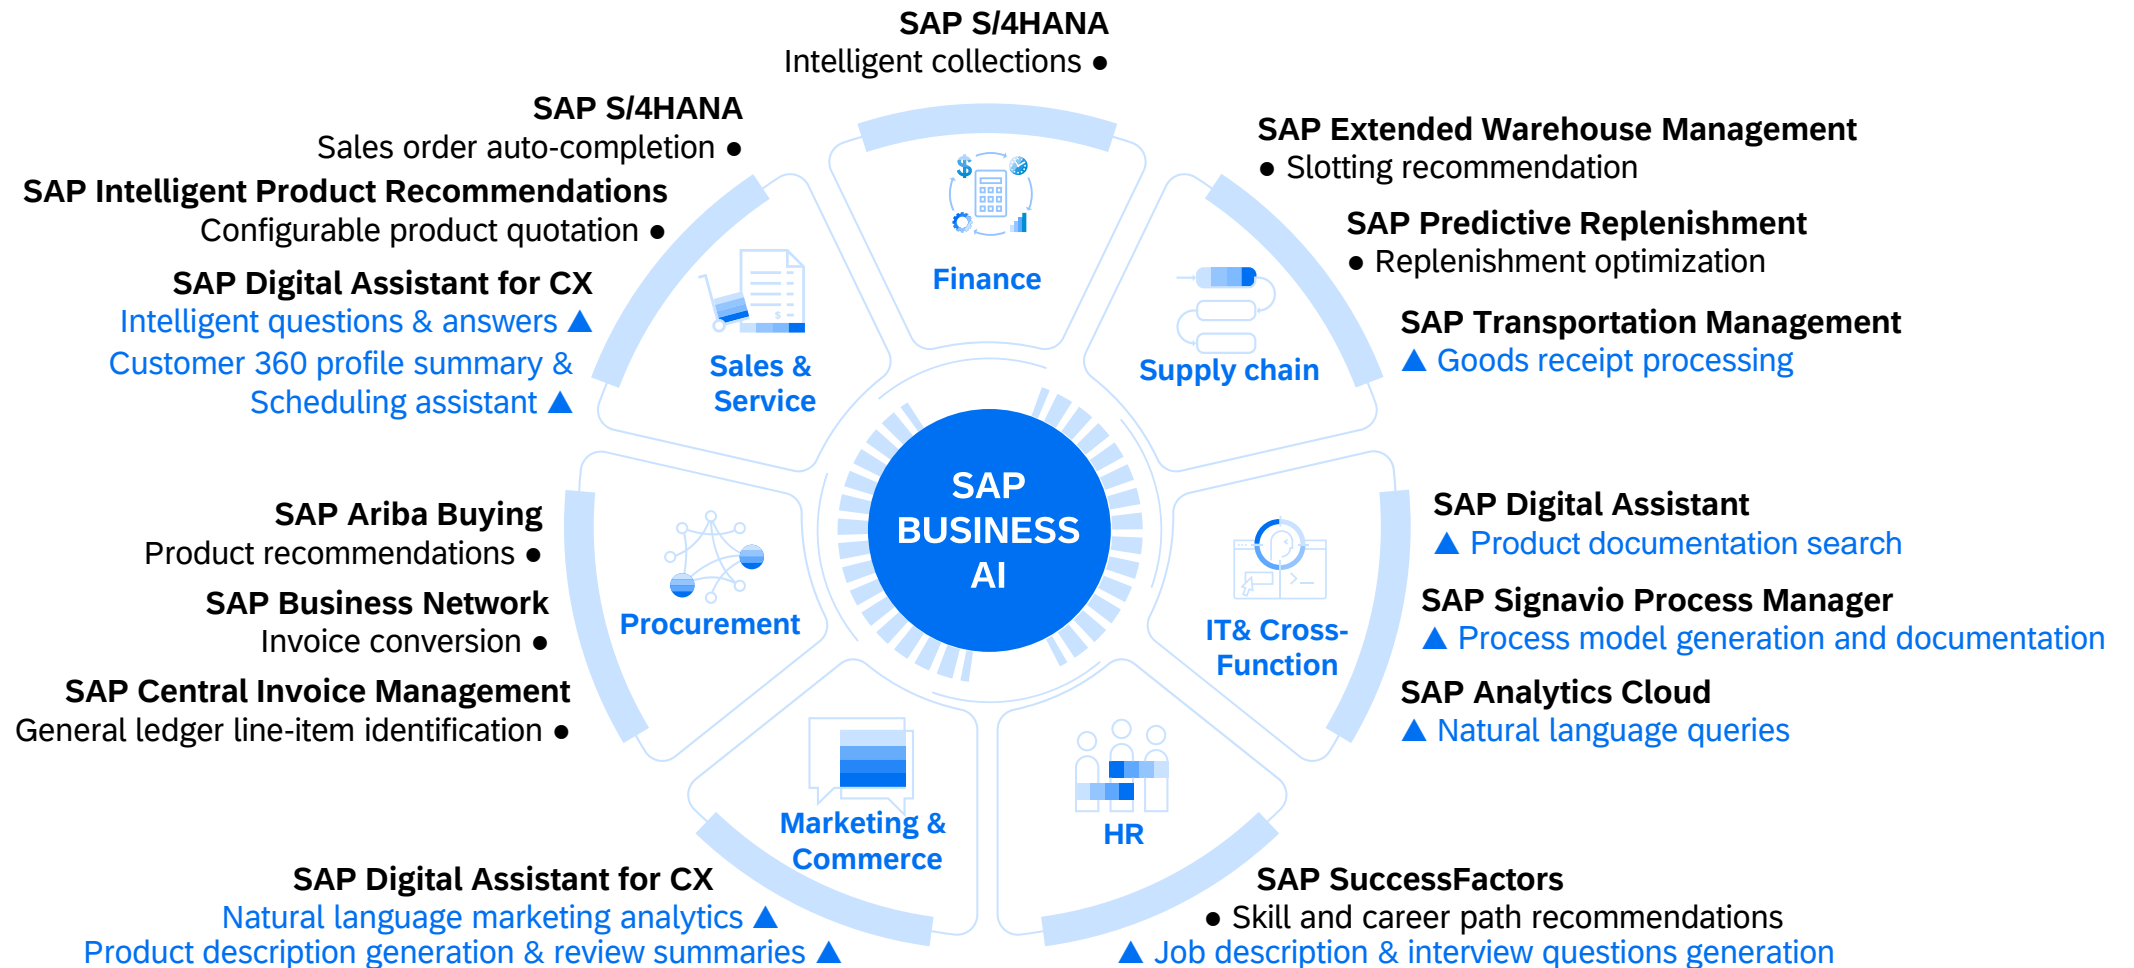 SAP S/4HANA
Intelligent collections ●
SAP S/4HANA
Sales order auto-completion ●
SAP Intelligent Product Recommendations
Configurable product quotation ●
SAP Digital Assistant for CX
Intelligent questions & answers ▲
Customer 360 profile summary &
Scheduling assistant ▲
SAP Extended Warehouse Management
● Slotting recommendation
SAP Predictive Replenishment
● Replenishment optimization
SAP Transportation Management
▲ Goods receipt processing
Finance
Sales &
Service
Supply chain
SAP
BUSINESS
AI
SAP Ariba Buying
Product recommendations ●
SAP Business Network
Invoice conversion ●
SAP Central Invoice Management
General ledger line-item identification ●
Procurement
IT& Cross-
Function
SAP Digital Assistant
▲ Product documentation search
SAP Signavio Process Manager
▲ Process model generation and documentation
SAP Analytics Cloud
▲ Natural language queries
Marketing &
Commerce
HR
SAP Digital Assistant for CX
Natural language marketing analytics ▲
Product description generation & review summaries ▲
SAP SuccessFactors
● Skill and career path recommendations
▲ Job description & interview questions generation